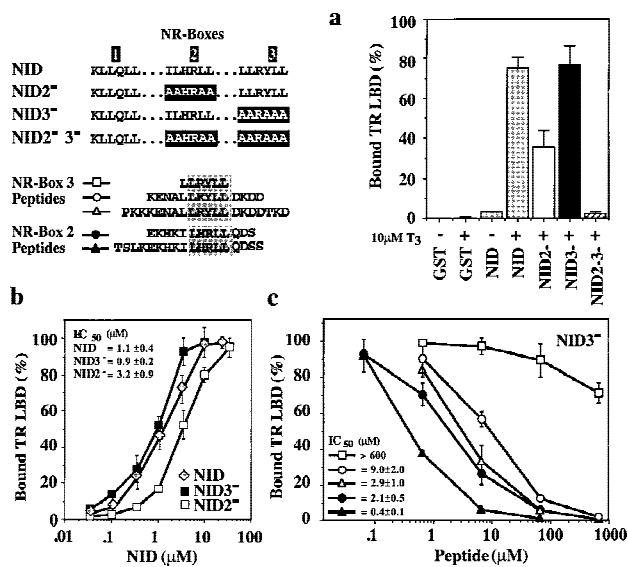 NR-Boxes
1 2 3
NID KLLQLL...ILHRLL...LLRYLL
NID2⁻ KLLQLL...AAHRAA...LLRYLL
NID3⁻ KLLQLL...ILHRLL...AARAAA
NID2⁻ 3⁻ KLLQLL...AAHRAA...AARAAA
NR-Box 3 LLRYLL
Peptides KENALLRYLLDKDD
PKKKENALLRYLLDKDDTKD
NR-Box 2 EHKILHRLLQDS
Peptides TSLKEKHKILHRLLQDSS
a
Bound TR LBD (%)
100
80
60
40
20
0
10μM T3 - + - + + + +
GST GST NID NID NID2- NID3- NID2-3-
b
Bound TR LBD (%)
100
80
60
40
20
0
IC 50 (μM)
NID = 1.1 ±0.4
NID3⁻ = 0.9 ±0.2
NID2⁻ = 3.2 ±0.9
NID
NID3⁻
NID2⁻
.01 .1 1 10 100
NID (μM)
c
NID3⁻
Bound TR LBD (%)
100
80
60
40
20
0
IC 50 (μM)
> 600
= 9.0±2.0
= 2.9±1.0
= 2.1±0.5
= 0.4±0.1
.1 1 10 100 1000
Peptide (μM)